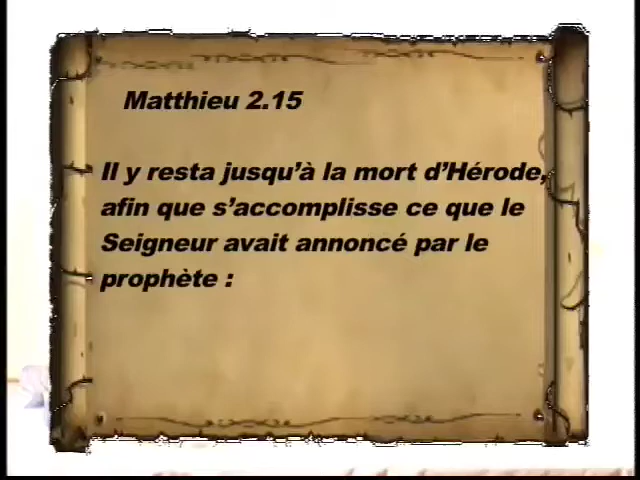 Matthieu 2.15
Il y resta jusqu’à la mort d’Hérode,
afin que s’accomplisse ce que le
Seigneur avait annoncé par le
prophète :